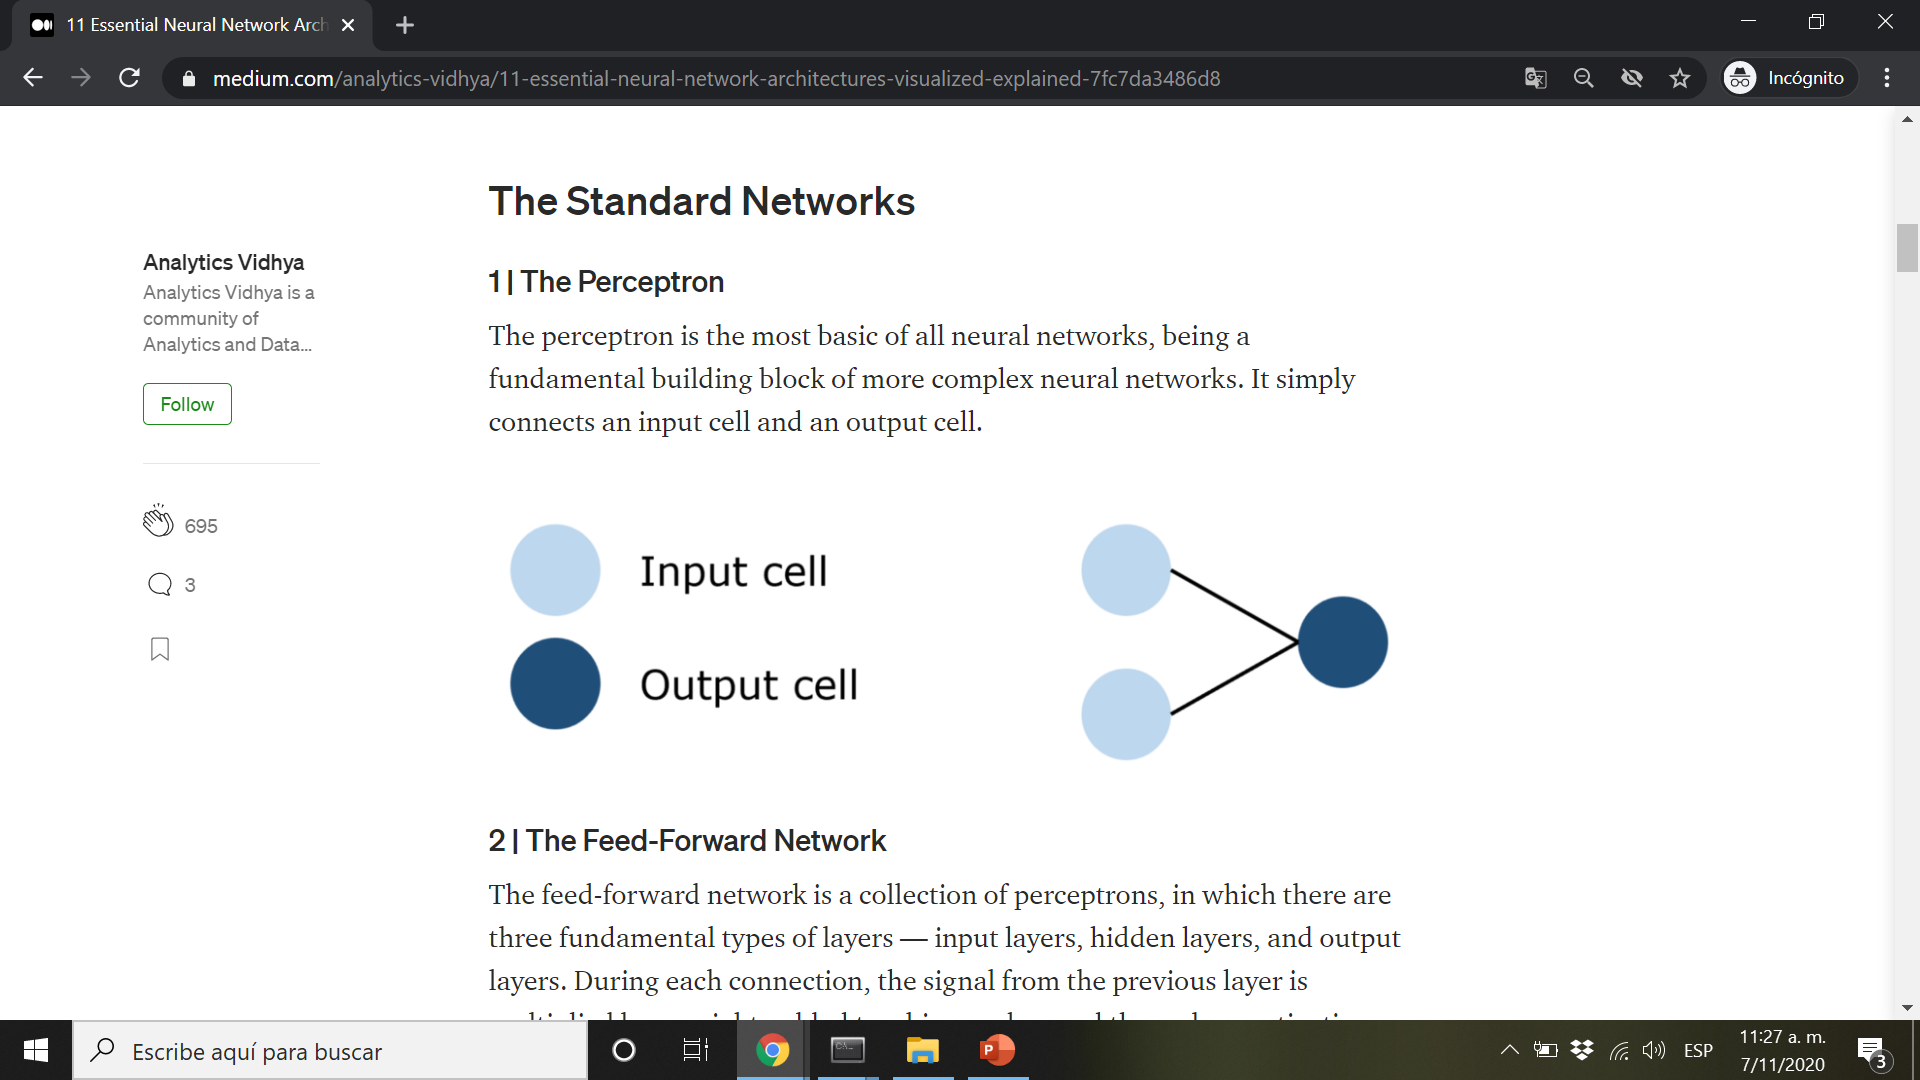 11 Essential Neural Network Arch
medium.com/analytics-vidhya/11-essential-neural-network-architectures-visualized-explained-7fc7da3486d8
Incógnito
The Standard Networks
Analytics Vidhya
Analytics Vidhya is a
community of
Analytics and Data...
Follow
695
3
1 | The Perceptron
The perceptron is the most basic of all neural networks, being a
fundamental building block of more complex neural networks. It simply
connects an input cell and an output cell.
Input cell
Output cell
2 | The Feed-Forward Network
The feed-forward network is a collection of perceptrons, in which there are
three fundamental types of layers — input layers, hidden layers, and output
layers. During each connection, the signal from the previous layer is
Escribe aquí para buscar
ESP
11:27 a. m.
7/11/2020
3